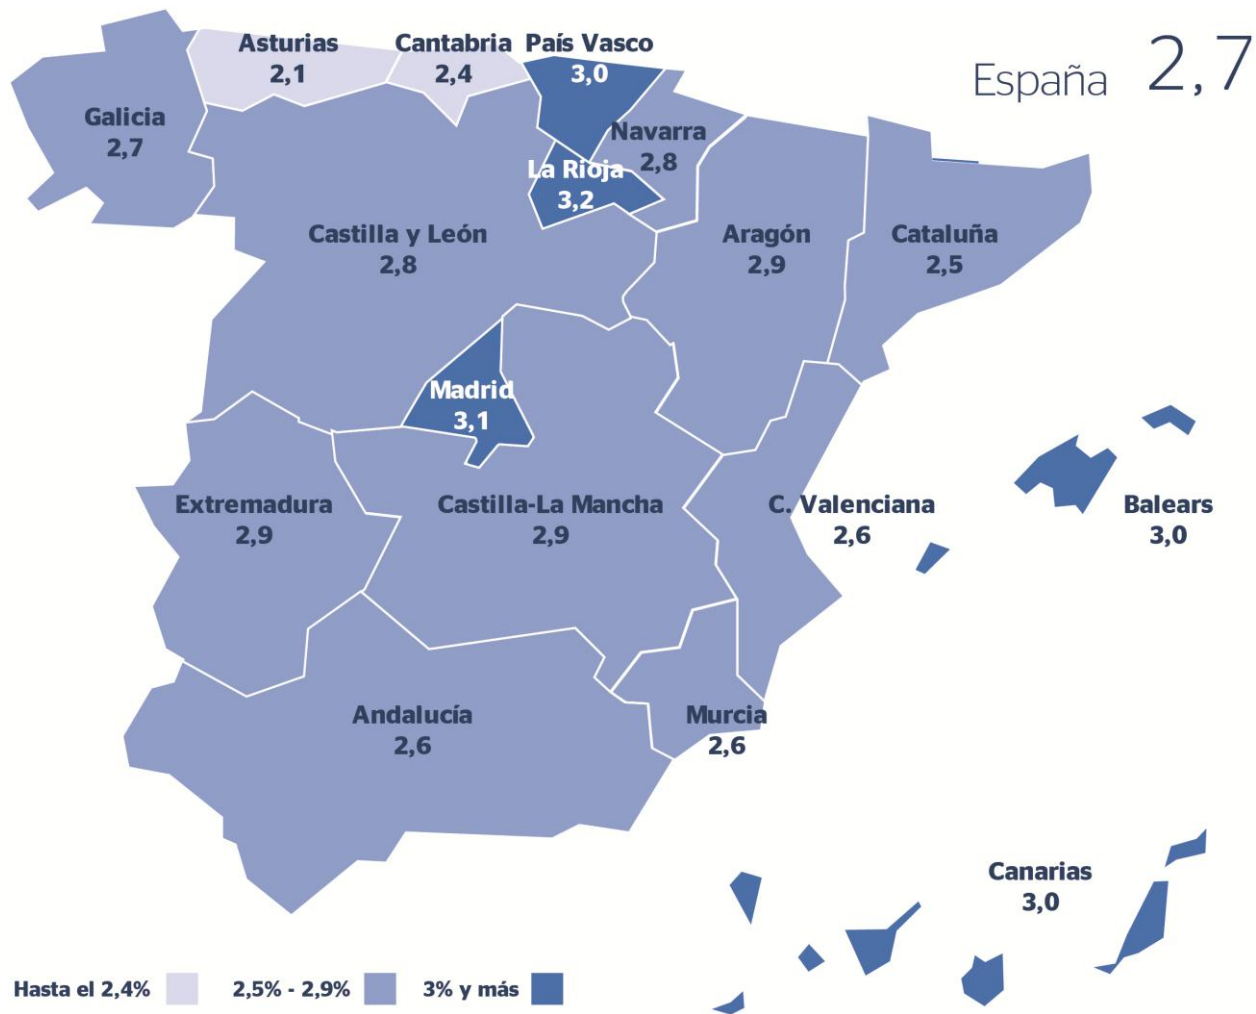 Asturias
2,1
Cantabria
2,4
País Vasco
3,0
España 2,7
Galicia
2,7
Navarra
2,8
La Rioja
3,2
Castilla y León
2,8
Aragón
2,9
Cataluña
2,5
Madrid
3,1
Extremadura
2,9
Castilla-La Mancha
2,9
C. Valenciana
2,6
Balears
3,0
Andalucía
2,6
Murcia
2,6
Canarias
3,0
Hasta el 2,4%
2,5% - 2,9%
3% y más